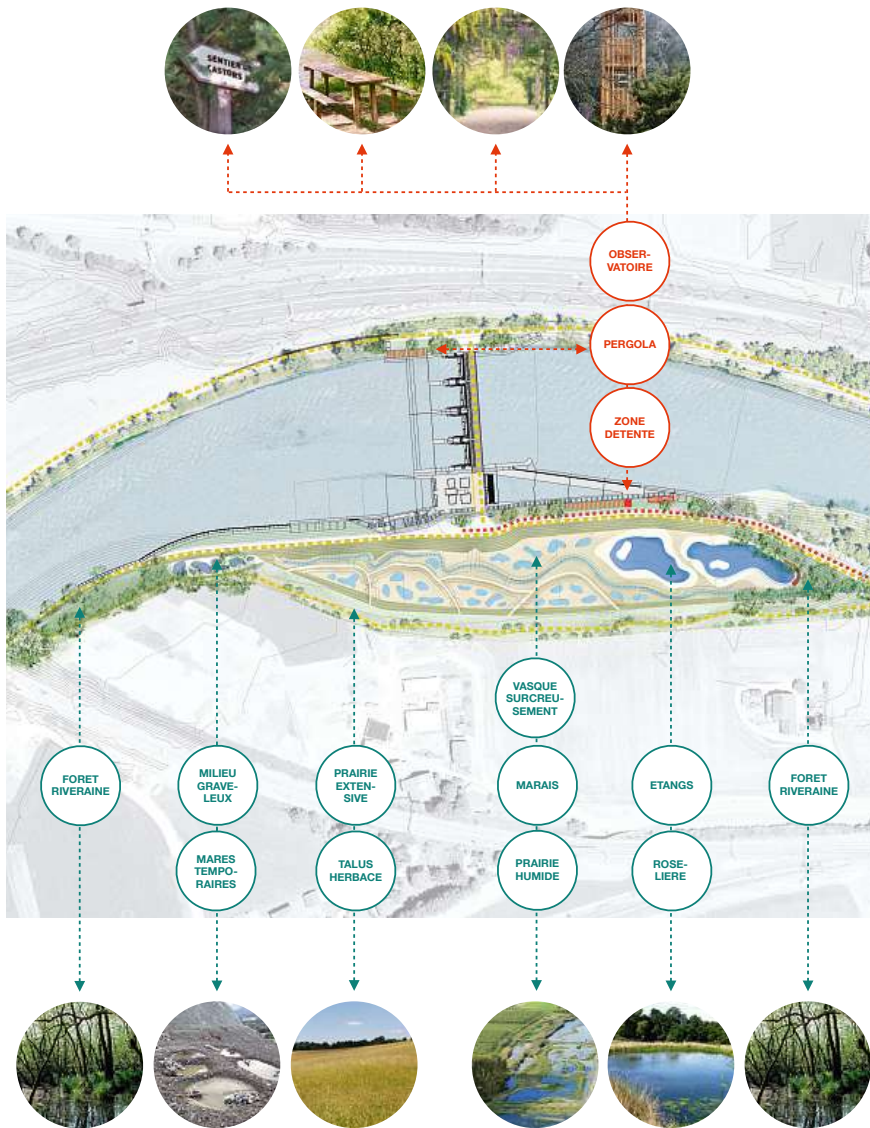 SENTIER
CASTORS
OBSER-
VATOIRE
PERGOLA
ZONE
DETENTE
VASQUE
SURCREU-
SEMENT
FORET
RIVERAINE
MILIEU
GRAVE-
LEUX
PRAIRIE
EXTEN-
SIVE
MARAIS
ETANGS
FORET
RIVERAINE
MARES
TEMPO-
RAIRES
TALUS
HERBACE
PRAIRIE
HUMIDE
ROSE-
LIERE